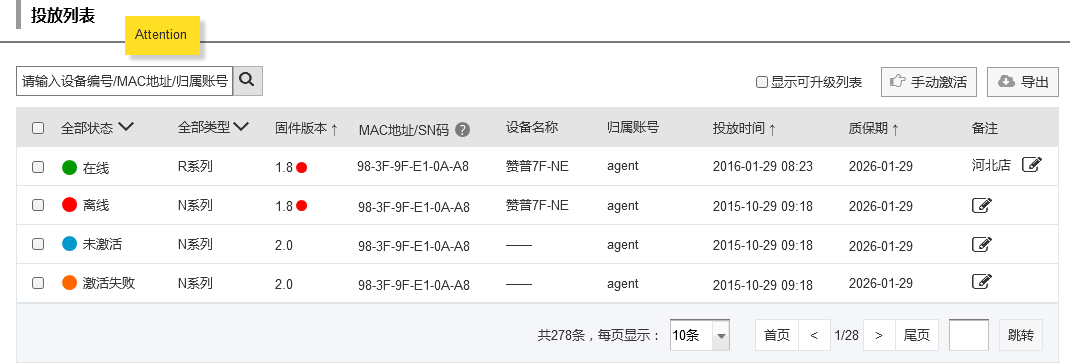 投放列表
Attention
请输入设备编号/MAC地址/归属账号
显示可升级列表 手动激活 导出
全部状态 全部类型 固件版本↑ MAC地址/SN码 ? 设备名称 归属账号 投放时间↑ 质保期↑ 备注
在线 R系列 1.8 98-3F-9F-E1-0A-A8 赞普7F-NE agent 2016-01-29 08:23 2026-01-29 河北店
离线 N系列 1.8 98-3F-9F-E1-0A-A8 赞普7F-NE agent 2015-10-29 09:18 2026-01-29
未激活 N系列 2.0 98-3F-9F-E1-0A-A8 —— agent 2015-10-29 09:18 2026-01-29
激活失败 N系列 2.0 98-3F-9F-E1-0A-A8 —— agent 2015-10-29 09:18 2026-01-29
共278条，每页显示： 10条 首页 < 1/28 > 尾页 跳转